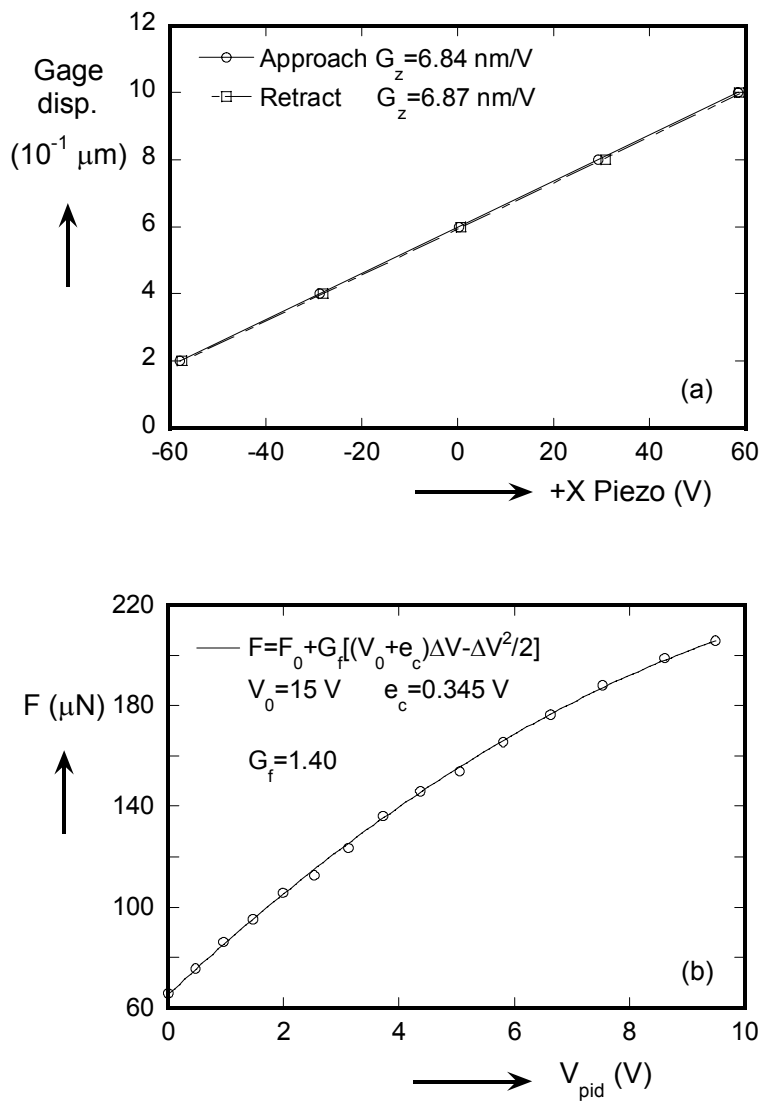 12
10
8
6
4
2
0
Gage
disp.
(10⁻¹ μm)
Approach G_z=6.84 nm/V
Retract G_z=6.87 nm/V
(a)
-60 -40 -20 0 20 40 60
+X Piezo (V)
220
180
140
100
60
F (μN)
F=F₀+G_f[(V₀+e_c)ΔV-ΔV²/2]
V₀=15 V e_c=0.345 V
G_f=1.40
(b)
0 2 4 6 8 10
V_pid (V)